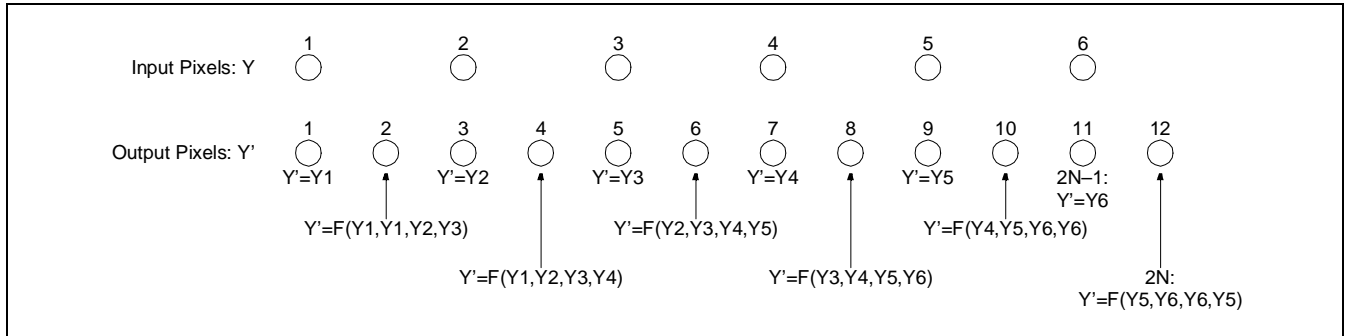 1 2 3 4 5 6
Input Pixels: Y
1 2 3 4 5 6 7 8 9 10 11 12
Output Pixels: Y'
Y'=Y1 Y'=Y2 Y'=Y3 Y'=Y4 Y'=Y5 2N–1:
Y'=Y6
Y'=F(Y1,Y1,Y2,Y3) Y'=F(Y2,Y3,Y4,Y5) Y'=F(Y4,Y5,Y6,Y6)
Y'=F(Y1,Y2,Y3,Y4) Y'=F(Y3,Y4,Y5,Y6) 2N:
Y'=F(Y5,Y6,Y6,Y5)